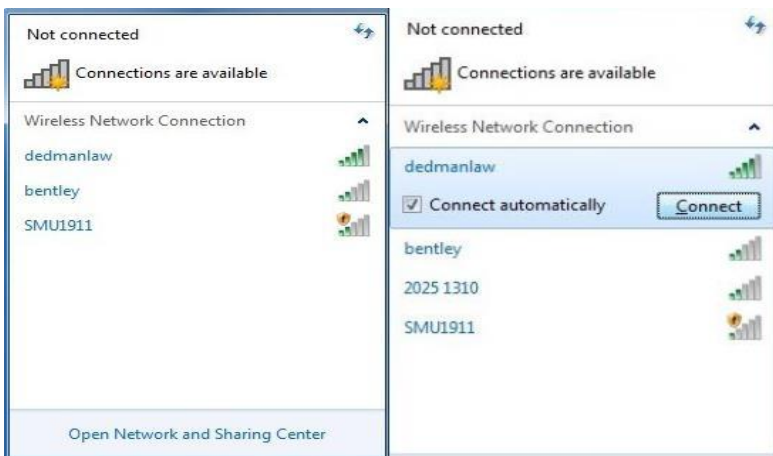 Not connected
Connections are available
Wireless Network Connection
dedmanlaw
bentley
SMU1911
Open Network and Sharing Center
Not connected
Connections are available
Wireless Network Connection
dedmanlaw
Connect automatically Connect
bentley
2025 1310
SMU1911